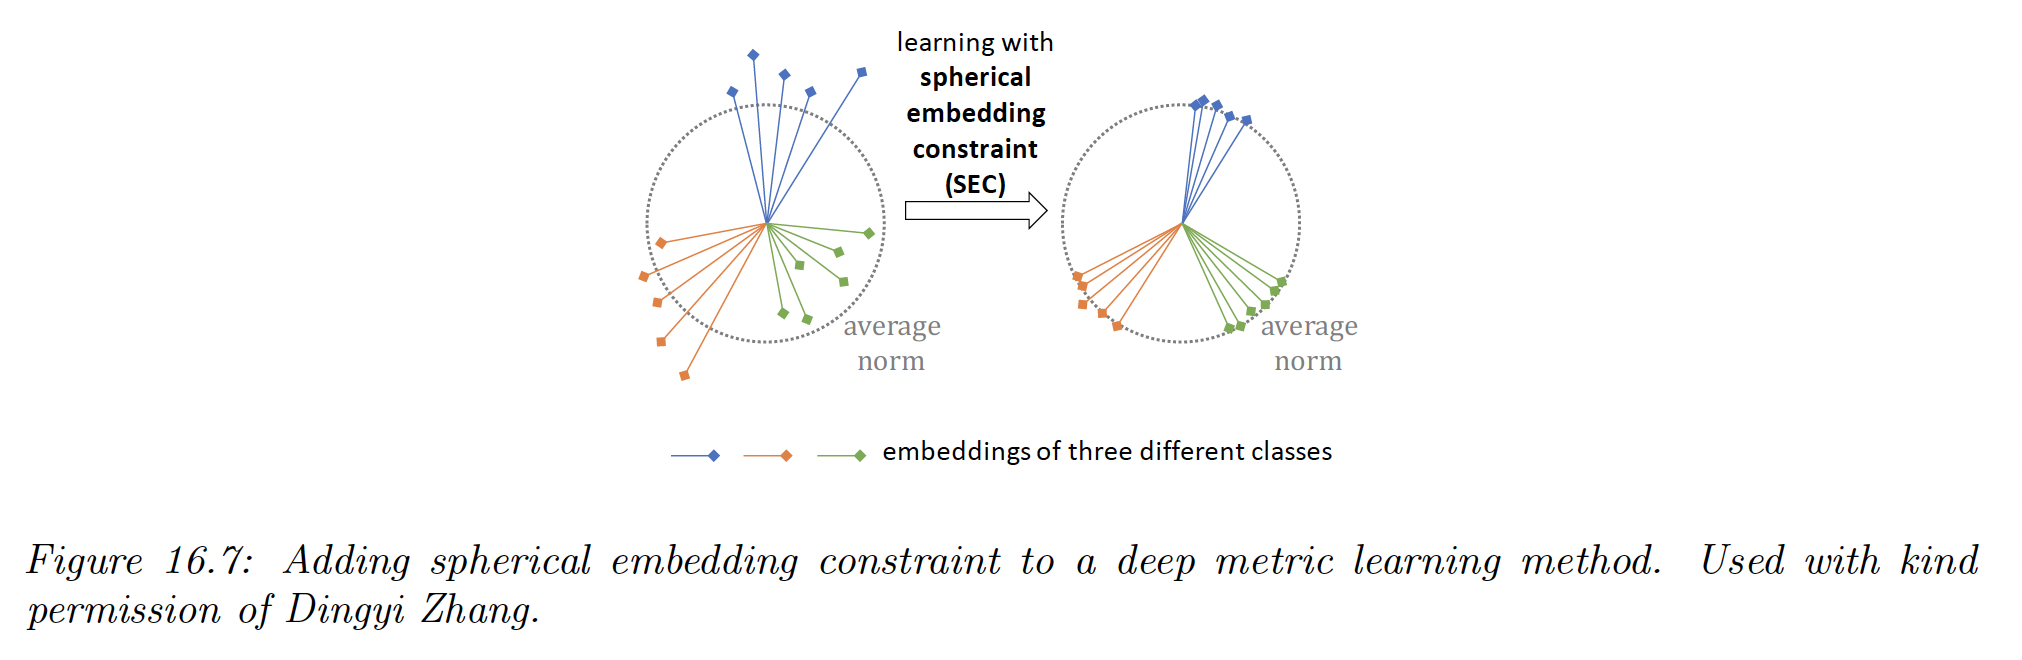 learning with
spherical
embedding
constraint
(SEC)
average
norm
average
norm
embeddings of three different classes
Figure 16.7: Adding spherical embedding constraint to a deep metric learning method. Used with kind
permission of Dingyi Zhang.